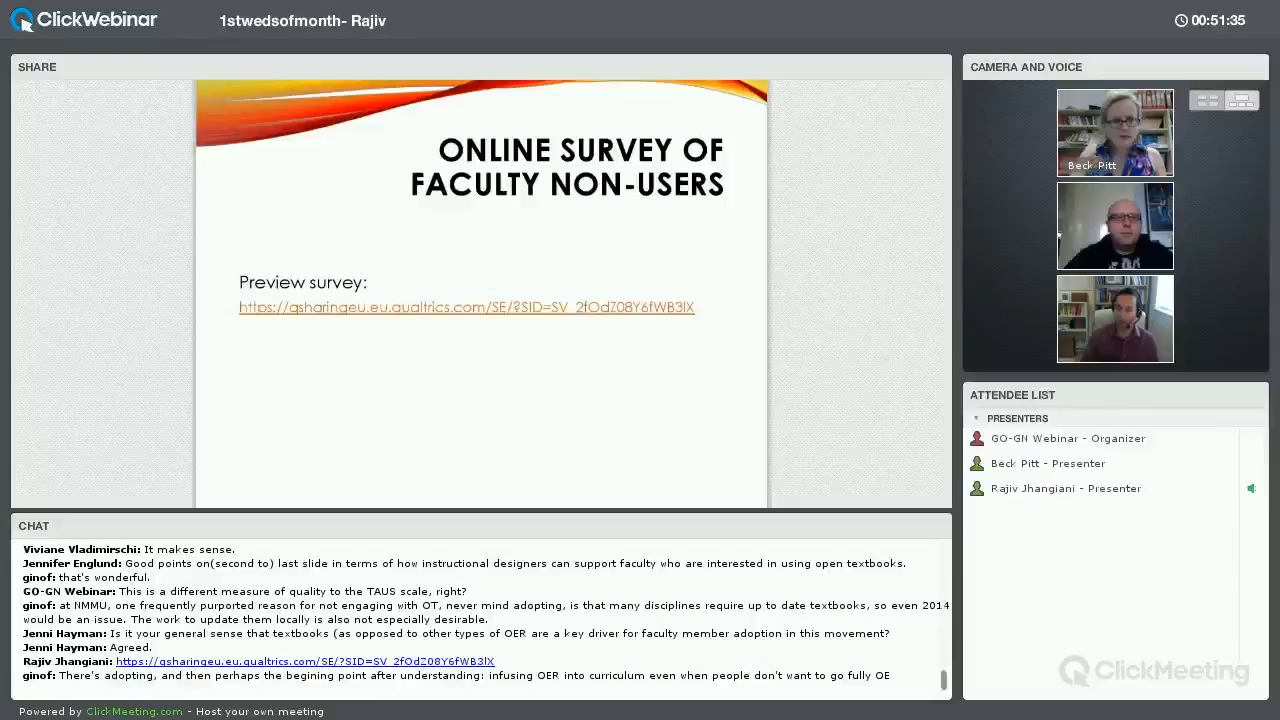 ClickWebinar
1stwedsofmonth- Rajiv
00:51:35
SHARE
ONLINE SURVEY OF
FACULTY NON-USERS
Preview survey:
https://qsharingeu.eu.qualtrics.com/SE/?SID=SV_2fOdZ08Y6fWB3lX
CAMERA AND VOICE
Beck Pitt
ATTENDEE LIST
PRESENTERS
GO-GN Webinar - Organizer
Beck Pitt - Presenter
Rajiv Jhangiani - Presenter
CHAT
Viviane Vladimirschi: It makes sense.
Jennifer Englund: Good points on(second to) last slide in terms of how instructional designers can support faculty who are interested in using open textbooks.
ginof: that's wonderful.
GO-GN Webinar: This is a different measure of quality to the TAUS scale, right?
ginof: at NMMU, one frequently purported reason for not engaging with OT, never mind adopting, is that many disciplines require up to date textbooks, so even 2014
would be an issue. The work to update them locally is also not especially desirable.
Jenni Hayman: Is it your general sense that textbooks (as opposed to other types of OER are a key driver for faculty member adoption in this movement?
Jenni Hayman: Agreed.
Rajiv Jhangiani: https://qsharingeu.eu.qualtrics.com/SE/?SID=SV_2fOdZ08Y6fWB3lX
ginof: There's adopting, and then perhaps the begining point after understanding: infusing OER into curriculum even when people don't want to go fully OE
ClickMeeting
Powered by ClickMeeting.com - Host your own meeting